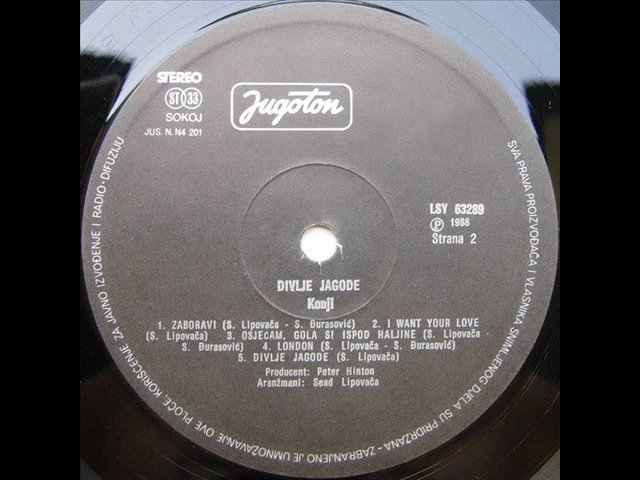 STEREO
ST 33
SOKOJ
JUS. N. N4 201
Jugoton
LSY 63289
℗ 1988
Strana 2
DIVLJE JAGODE
Konji
1. ZABORAVI (S. Lipovača - S. Đurasović) 2. I WANT YOUR LOVE
(S. Lipovača) 3. OSJEĆAM, GOLA SI ISPOD HALJINE (S. Lipovača -
S. Đurasović) 4. LONDON (S. Lipovača - S. Đurasović)
5. DIVLJE JAGODE (S. Lipovača)
Producent: Peter Hinton
Aranžmani: Sead Lipovača
SVA PRAVA PROIZVOĐAČA I VLASNIKA SNIMLJENOG DJELA SU PRIDRŽANA - ZABRANJENO JE UMNOŽAVANJE OVE PLOČE, KORIŠĆENJE ZA JAVNO IZVOĐENJE I RADIO-DIFUZIJU